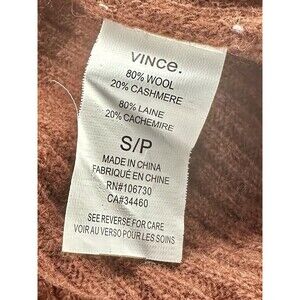 VINCE.
80% WOOL
20% CASHMERE
80% LAINE
20% CACHEMIRE
S/P
MADE IN CHINA
FABRIQUÉ EN CHINE
RN#106730
CA#34460
SEE REVERSE FOR CARE
VOIR AU VERSO POUR LES SOINS